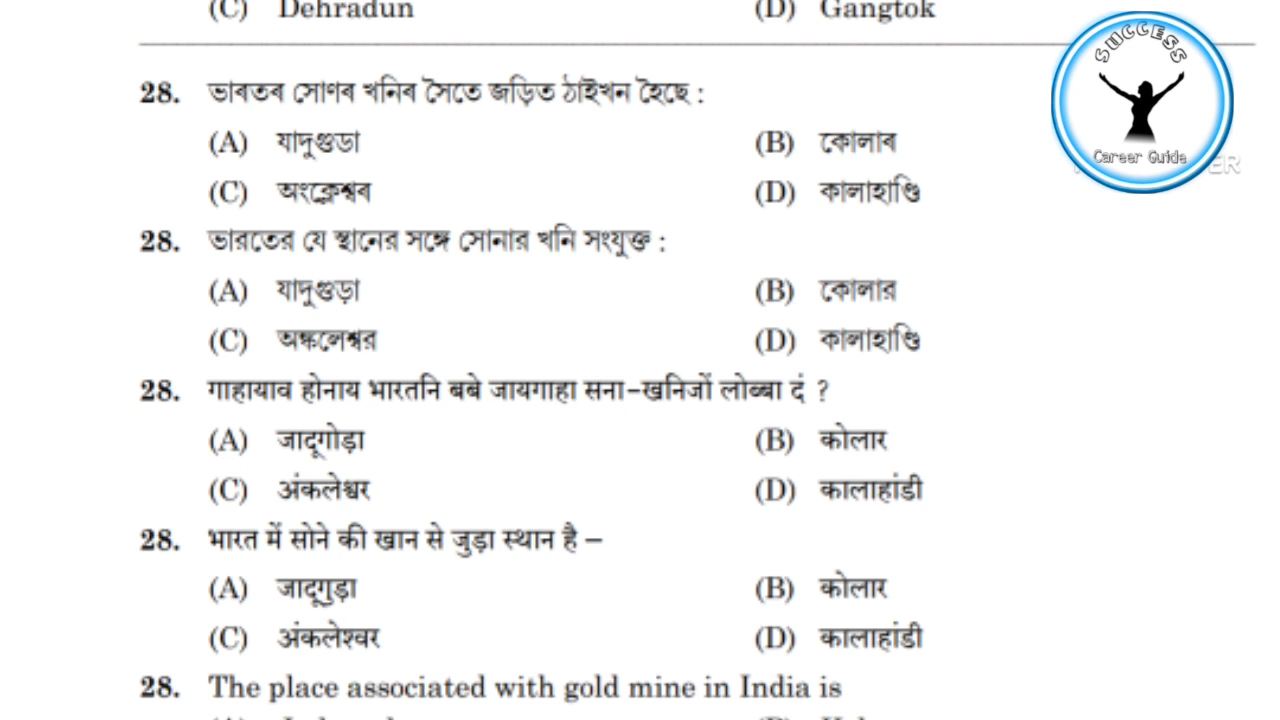 (C) Dehradun (D) Gangtok
SUCCESS
Career Guide
28. ভাৰতৰ সোণৰ খনিৰ সৈতে জড়িত ঠাইখন হৈছে :
(A) যাদুগুডা (B) কোলাৰ
(C) অংক্লেশ্বৰ (D) কালাহাণ্ডি
28. ভারতের যে স্থানের সঙ্গে সোনার খনি সংযুক্ত :
(A) যাদুগুড়া (B) কোলার
(C) অঙ্কলেশ্বর (D) কালাহাণ্ডি
28. गाहायाव होनाय भारतनि बबे जायगाहा सना-खनिजों लोब्बा दं ?
(A) जादूगोड़ा (B) कोलार
(C) अंकलेश्वर (D) कालाहांडी
28. भारत में सोने की खान से जुड़ा स्थान है –
(A) जादूगुड़ा (B) कोलार
(C) अंकलेश्वर (D) कालाहांडी
28. The place associated with gold mine in India is